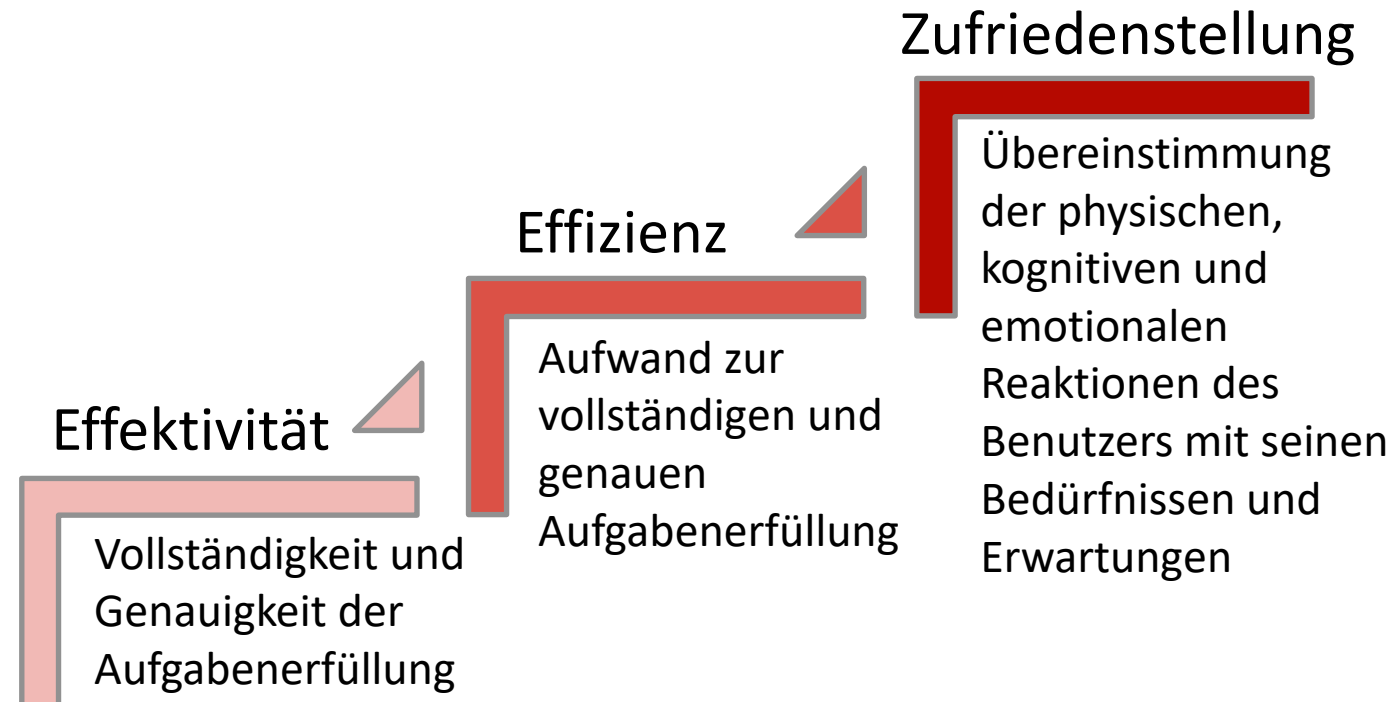 Effektivität
Vollständigkeit und
Genauigkeit der
Aufgabenerfüllung
Effizienz
Aufwand zur
vollständigen und
genauen
Aufgabenerfüllung
Zufriedenstellung
Übereinstimmung
der physischen,
kognitiven und
emotionalen
Reaktionen des
Benutzers mit seinen
Bedürfnissen und
Erwartungen